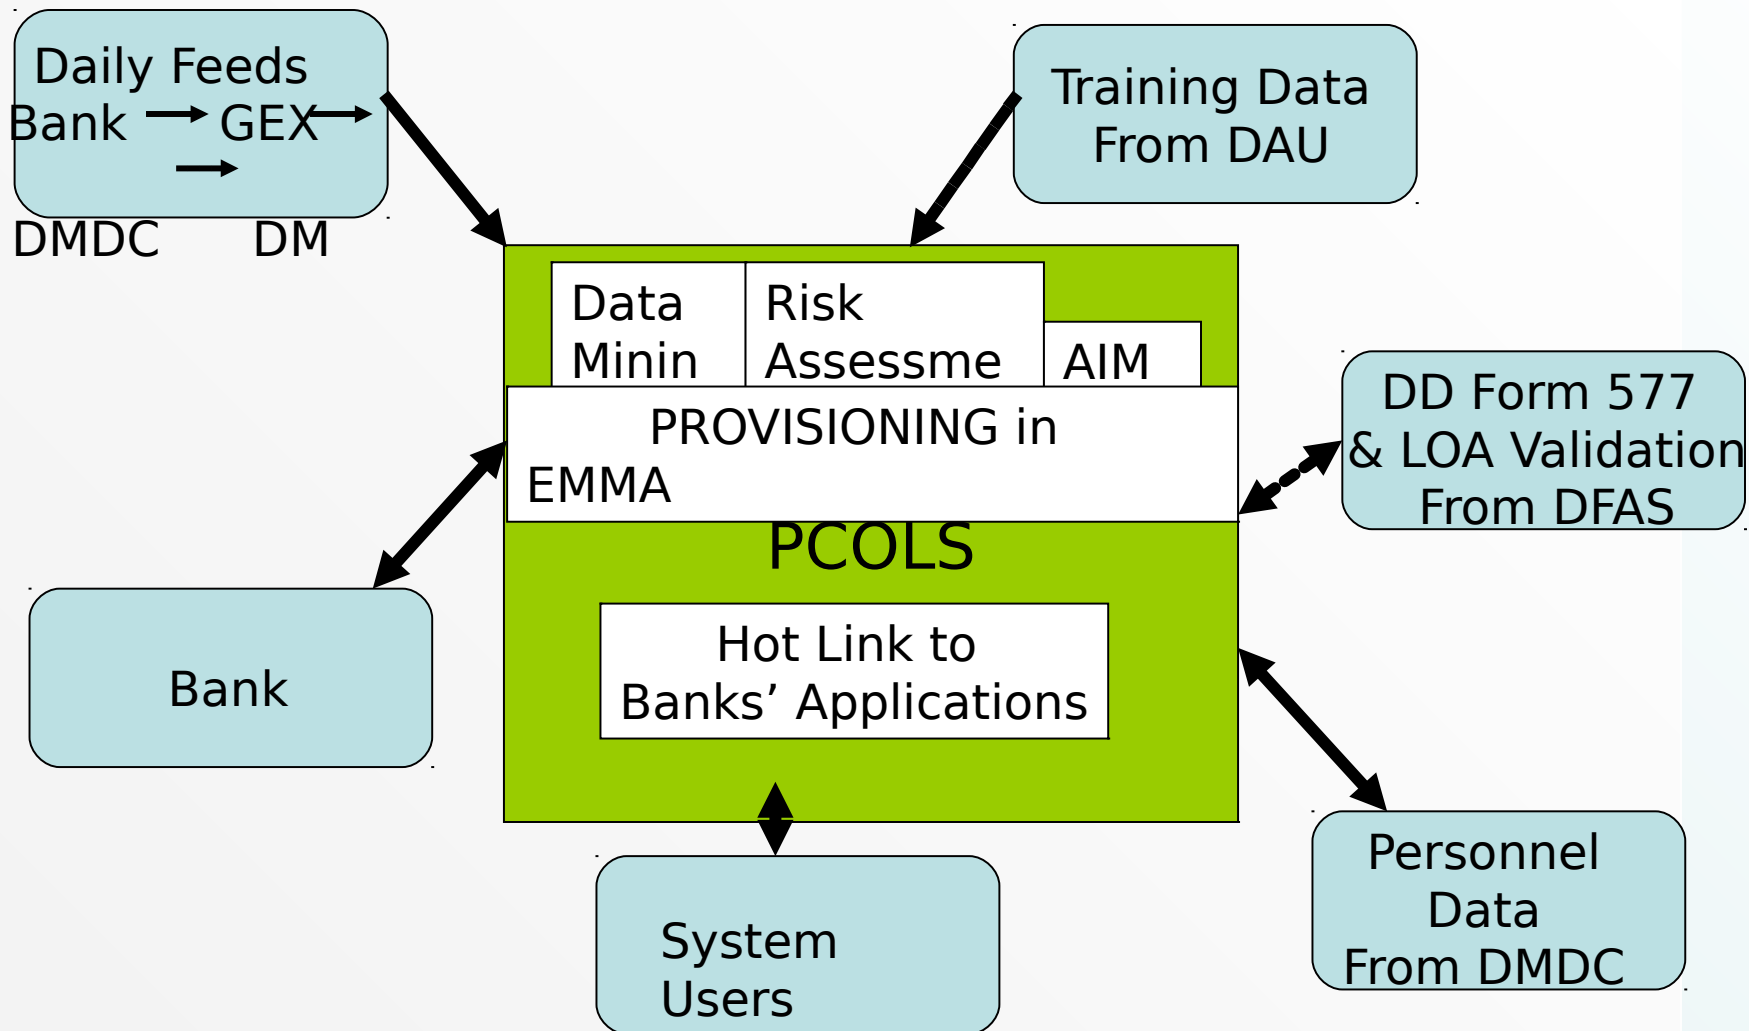 Daily Feeds
Bank GEX
DMDC DM
Training Data
From DAU
Data
Minin
Risk
Assessme
AIM
PROVISIONING in
EMMA
PCOLS
Hot Link to
Banks’ Applications
DD Form 577
& LOA Validation
From DFAS
Bank
Personnel
Data
From DMDC
System
Users